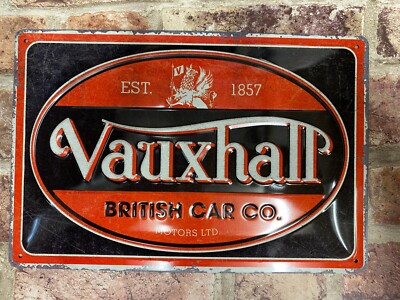 EST. 1857
Vauxhall
BRITISH CAR CO.
MOTORS LTD.